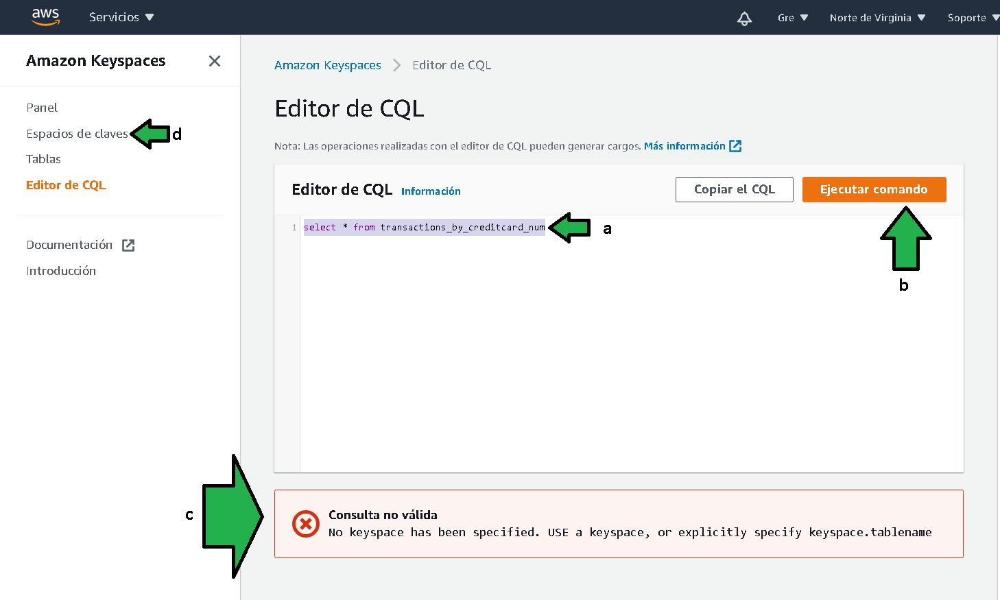 aws Servicios Gre Norte de Virginia Soporte
Amazon Keyspaces
Panel
Espacios de claves d
Tablas
Editor de CQL
Documentación
Introducción
Amazon Keyspaces Editor de CQL
Editor de CQL
Nota: Las operaciones realizadas con el editor de CQL pueden generar cargos. Más información
Editor de CQL Información Copiar el CQL Ejecutar comando
1 select * from transactions_by_creditcard_num a
b
c
Consulta no válida
No keyspace has been specified. USE a keyspace, or explicitly specify keyspace.tablename